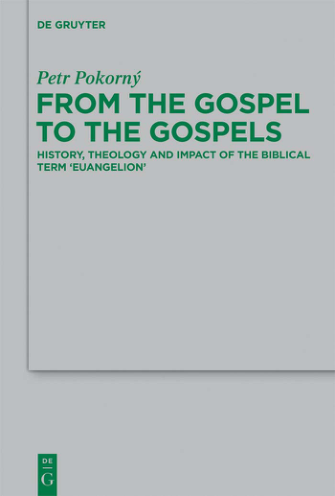 DE GRUYTER
Petr Pokorný
FROM THE GOSPEL
TO THE GOSPELS
HISTORY, THEOLOGY AND IMPACT OF THE BIBLICAL
TERM ‘EUANGELION’
DE
G